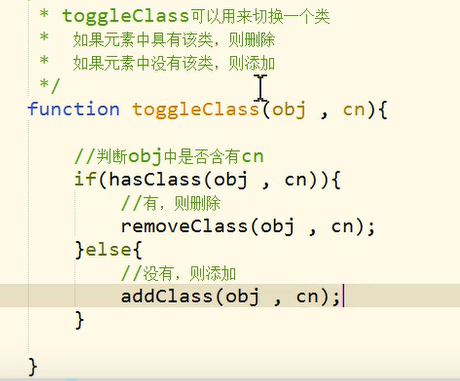 * toggleClass可以用来切换一个类
* 如果元素中具有该类，则删除
* 如果元素中没有该类，则添加
*/
function toggleClass(obj , cn){
//判断obj中是否含有cn
if(hasClass(obj , cn)){
//有，则删除
removeClass(obj , cn);
}else{
//没有，则添加
addClass(obj , cn);
}
}